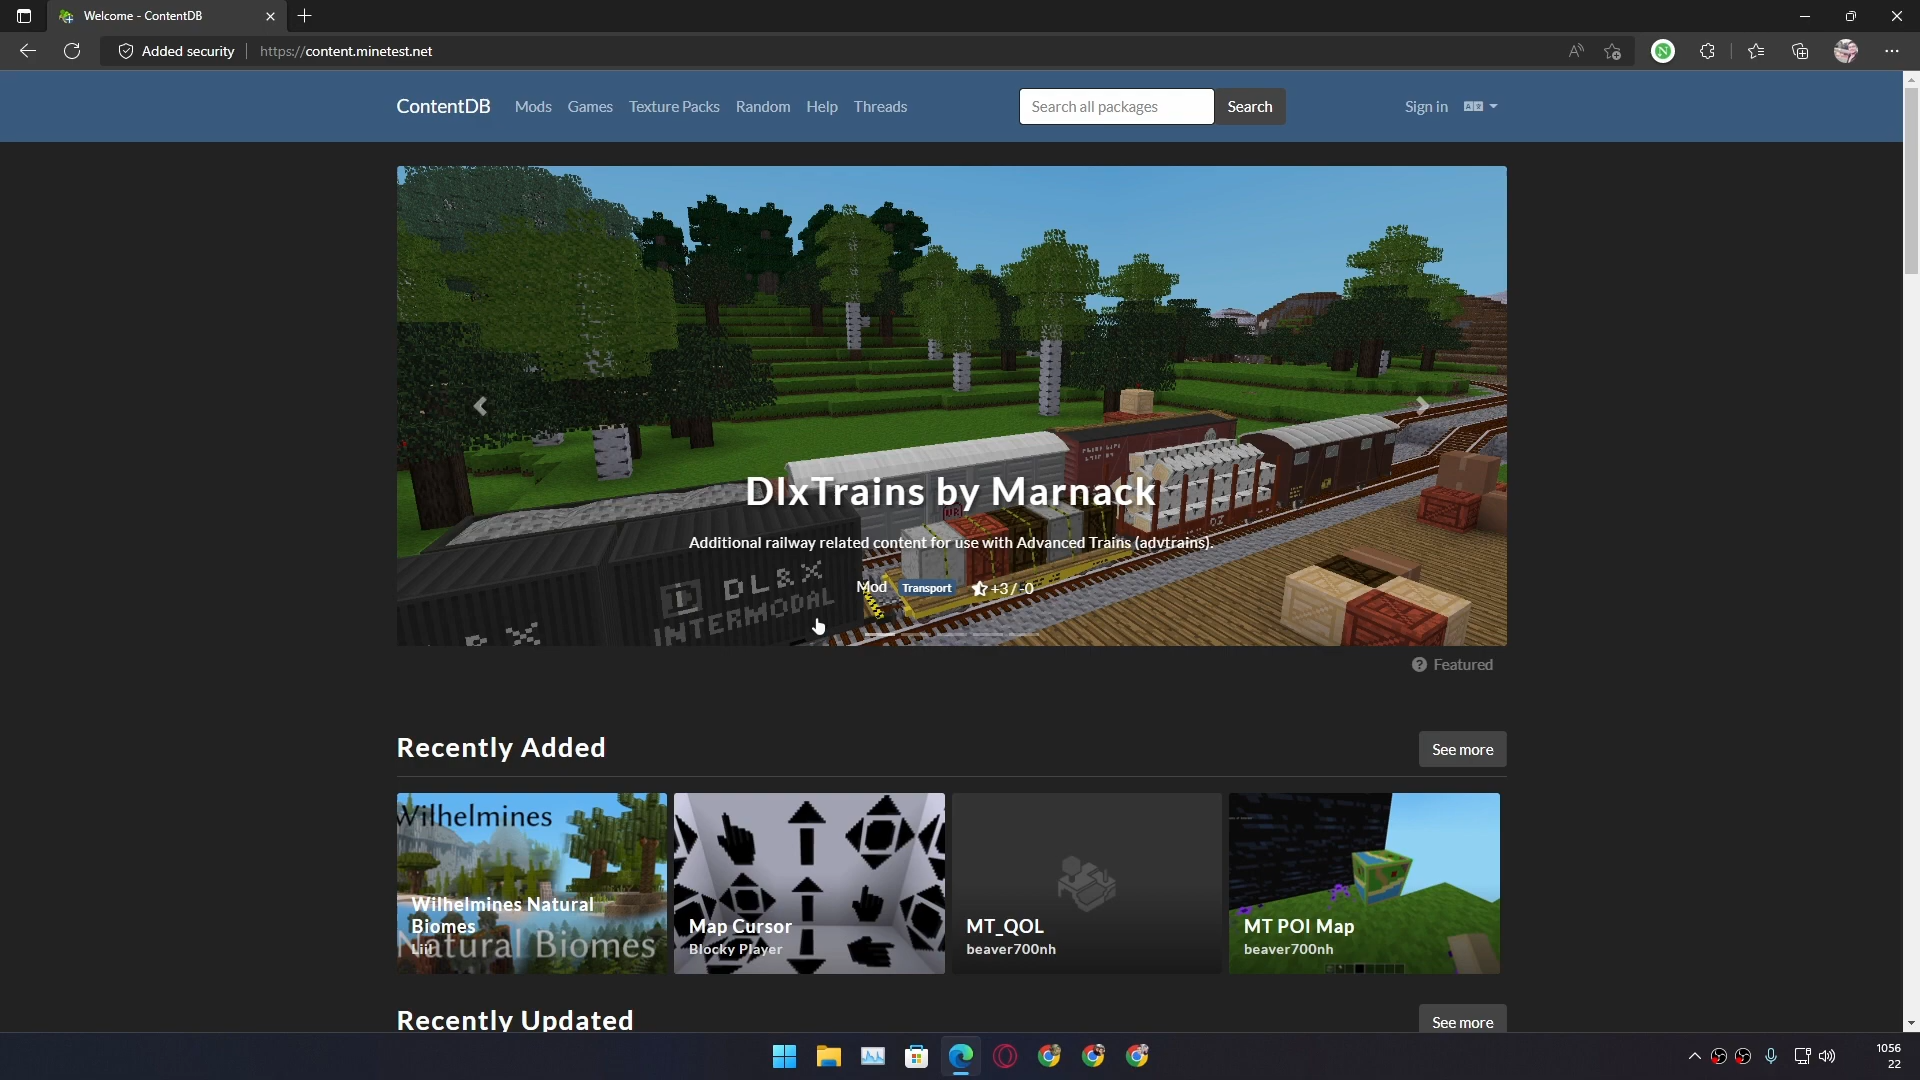 Welcome - ContentDB
Added security
https://content.minetest.net
ContentDB
Mods
Games
Texture Packs
Random
Help
Threads
Search all packages
Search
Sign in
DL&X
INTERMODAL
DlxTrains by Marnack
Additional railway related content for use with Advanced Trains (advtrains).
Mod
Transport
+3 / -0
Featured
Recently Added
See more
Wilhelmines
Natural Biomes
Wilhelmines Natural
Biomes
Liil
Map Cursor
Blocky Player
MT_QOL
beaver700nh
MT POI Map
beaver700nh
Recently Updated
See more
1056
22